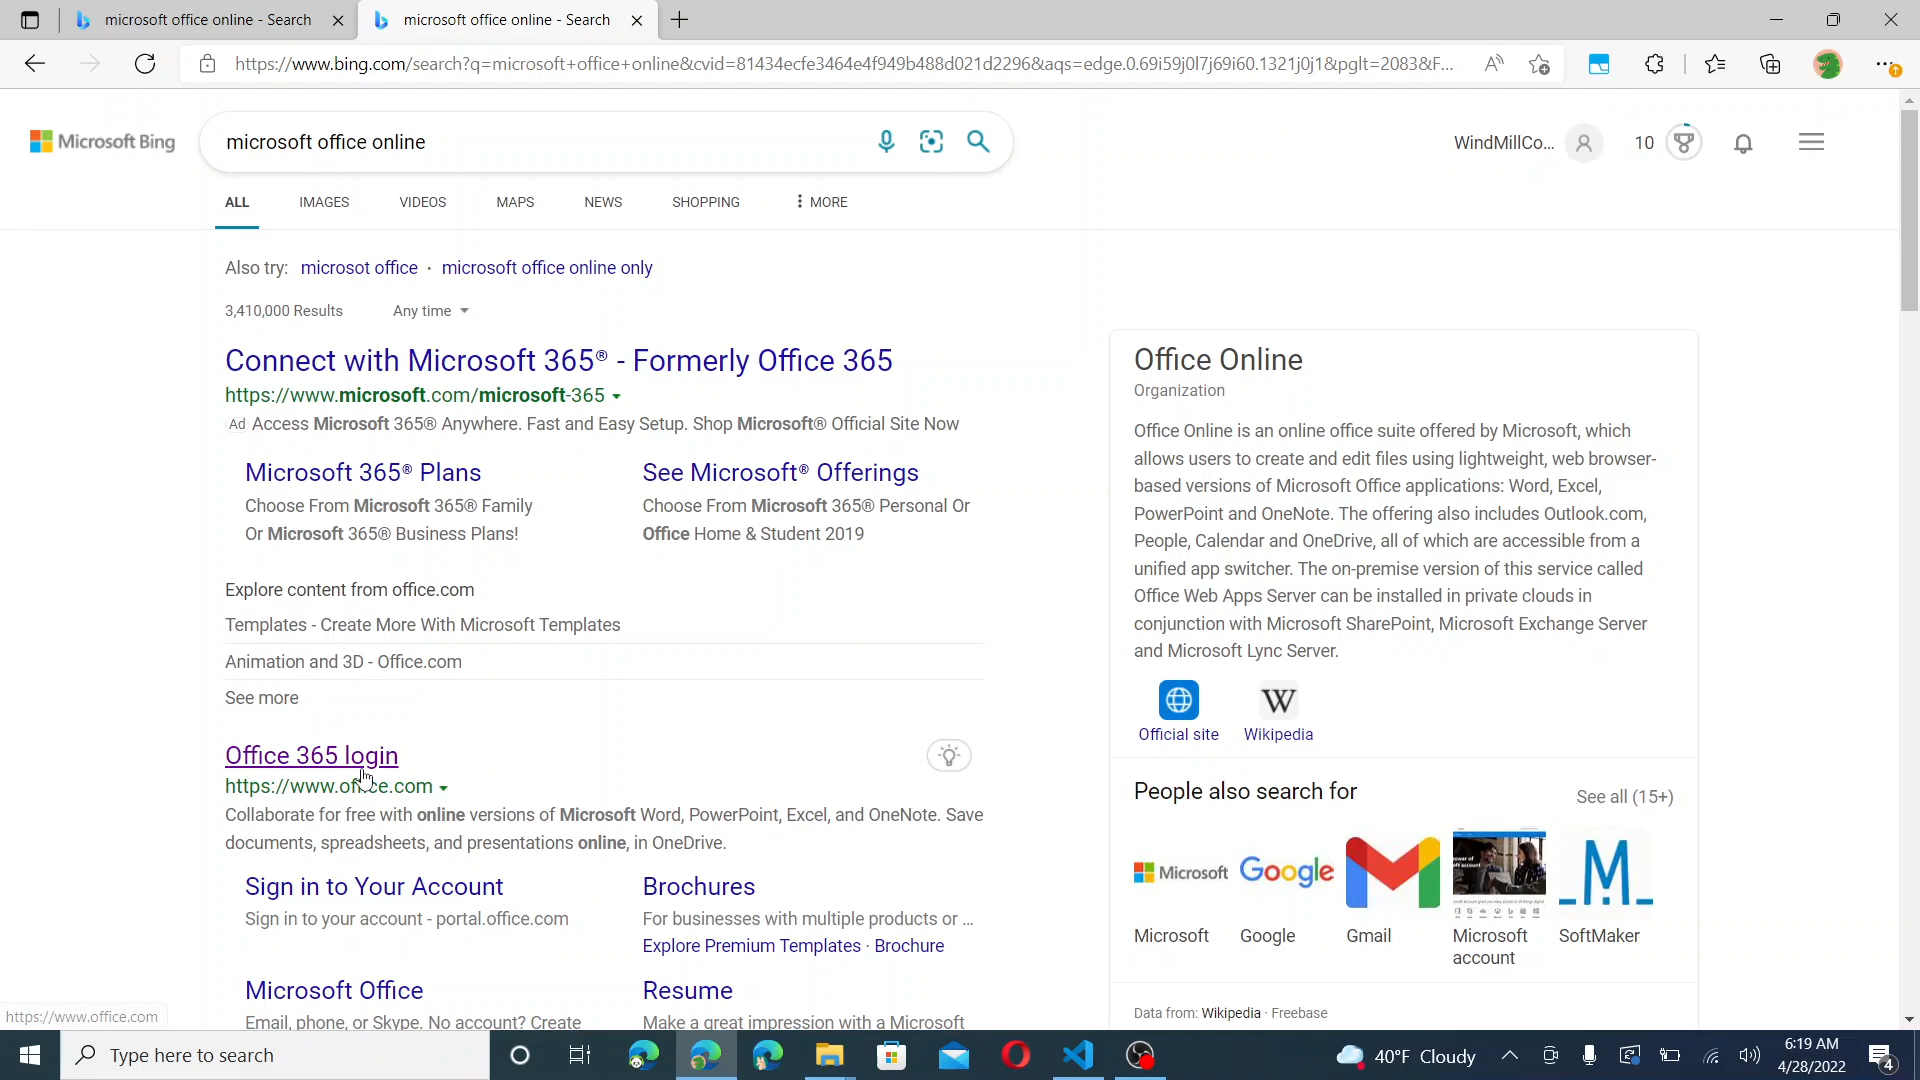 microsoft office online - Search
microsoft office online - Search
https://www.bing.com/search?q=microsoft+office+online&cvid=81434ecfe3464e4f949b488d021d2296&aqs=edge.0.69i59j0l7j69i60.1321j0j1&pglt=2083&F...
Microsoft Bing
microsoft office online
WindMillCo...
10
ALL
IMAGES
VIDEOS
MAPS
NEWS
SHOPPING
MORE
Also try: microsot office · microsoft office online only
3,410,000 Results
Any time
Connect with Microsoft 365® - Formerly Office 365
https://www.microsoft.com/microsoft-365
Ad Access Microsoft 365® Anywhere. Fast and Easy Setup. Shop Microsoft® Official Site Now
Microsoft 365® Plans
Choose From Microsoft 365® Family
Or Microsoft 365® Business Plans!
See Microsoft® Offerings
Choose From Microsoft 365® Personal Or
Office Home & Student 2019
Explore content from office.com
Templates - Create More With Microsoft Templates
Animation and 3D - Office.com
See more
Office 365 login
https://www.office.com
Collaborate for free with online versions of Microsoft Word, PowerPoint, Excel, and OneNote. Save
documents, spreadsheets, and presentations online, in OneDrive.
Sign in to Your Account
Sign in to your account - portal.office.com
Brochures
For businesses with multiple products or ...
Explore Premium Templates · Brochure
Microsoft Office
Email, phone, or Skype. No account? Create
Resume
Make a great impression with a Microsoft
Office Online
Organization
Office Online is an online office suite offered by Microsoft, which
allows users to create and edit files using lightweight, web browser-
based versions of Microsoft Office applications: Word, Excel,
PowerPoint and OneNote. The offering also includes Outlook.com,
People, Calendar and OneDrive, all of which are accessible from a
unified app switcher. The on-premise version of this service called
Office Web Apps Server can be installed in private clouds in
conjunction with Microsoft SharePoint, Microsoft Exchange Server
and Microsoft Lync Server.
W
Official site
Wikipedia
People also search for
See all (15+)
Microsoft
Google
M
Microsoft
Google
Gmail
Microsoft
account
SoftMaker
Data from: Wikipedia · Freebase
https://www.office.com
Type here to search
40°F Cloudy
6:19 AM
4/28/2022
4